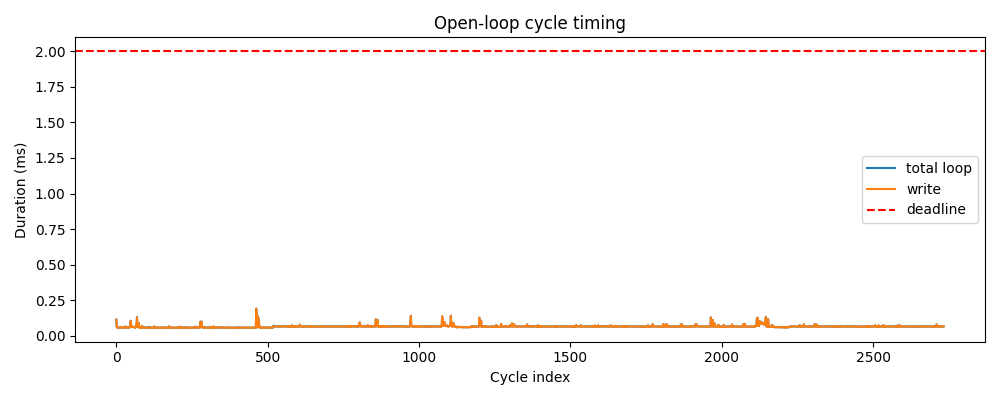 Open-loop cycle timing
2.00
1.75
1.50
1.25
1.00
0.75
0.50
0.25
0.00
Duration (ms)
total loop
write
deadline
0 500 1000 1500 2000 2500
Cycle index